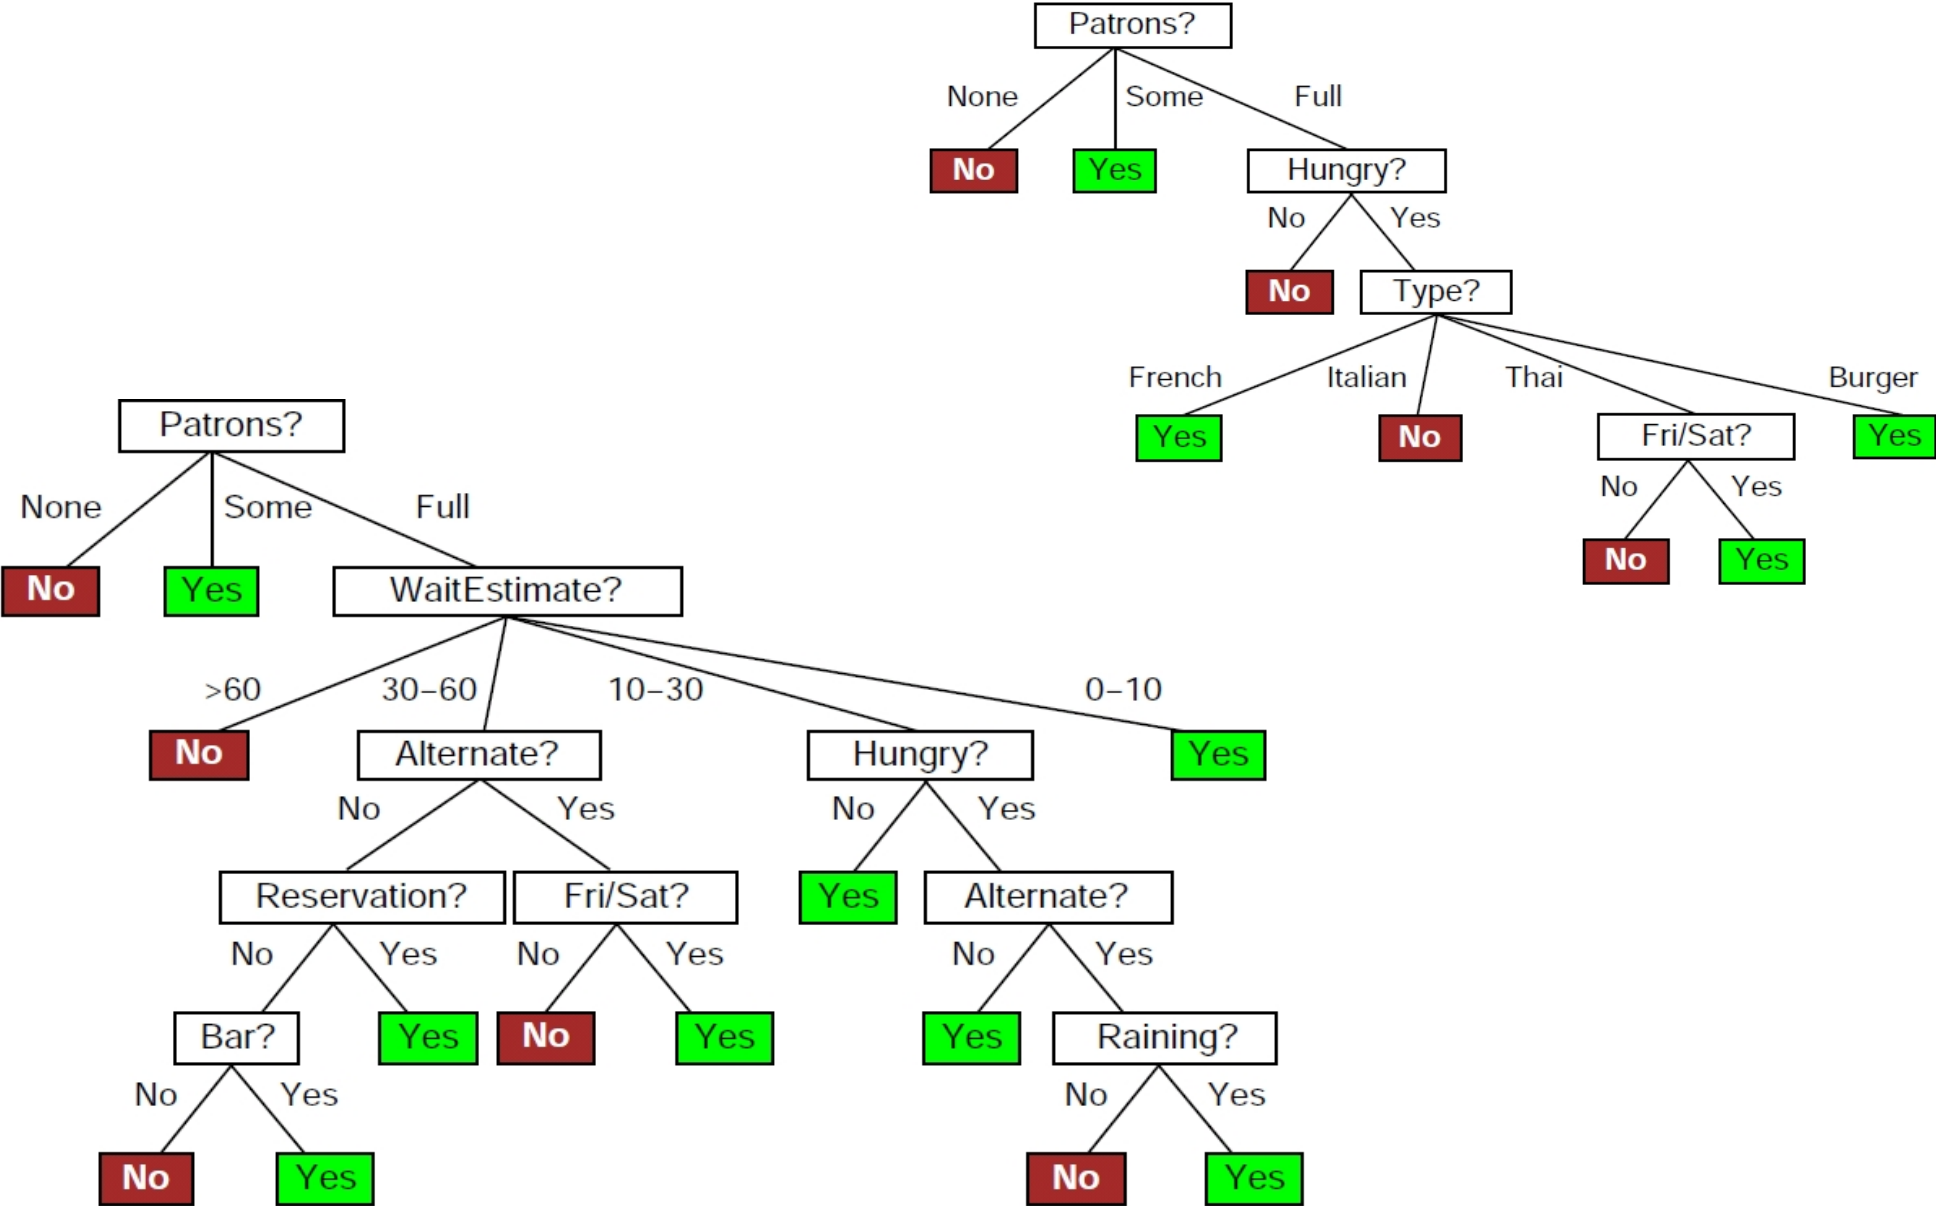 Patrons?
None Some Full
No Yes Hungry?
No Yes
No Type?
French Italian Thai Burger
Yes No Fri/Sat? Yes
No Yes
No Yes
Patrons?
None Some Full
No Yes WaitEstimate?
>60 30–60 10–30 0–10
No Alternate? Hungry? Yes
No Yes No Yes
Reservation? Fri/Sat? Yes Alternate?
No Yes No Yes No Yes
Bar? Yes No Yes Yes Raining?
No Yes No Yes
No Yes No Yes